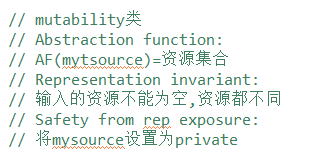 // mutability类
// Abstraction function:
// AF(mytsource)=资源集合
// Representation invariant:
// 输入的资源不能为空,资源都不同
// Safety from rep exposure:
// 将mysource设置为private